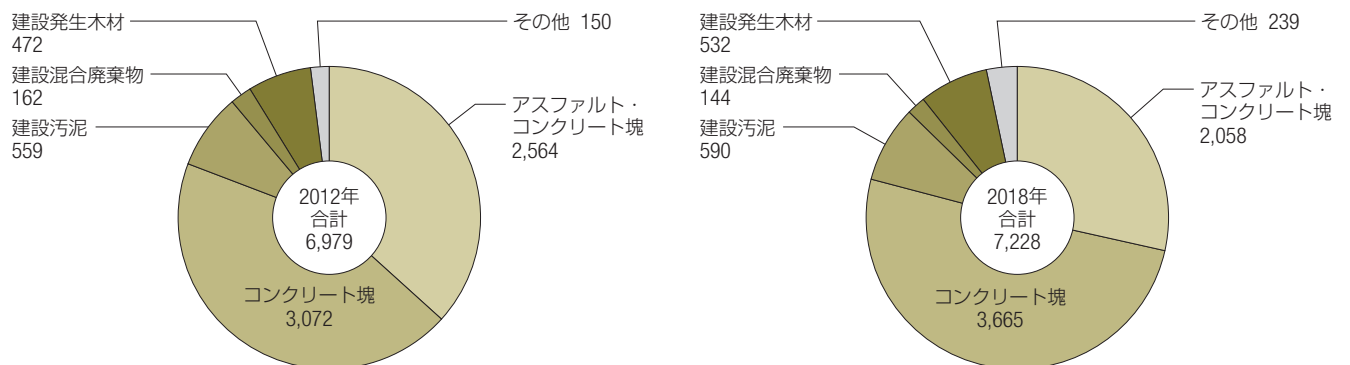 建設発生木材
472
建設混合廃棄物
162
建設汚泥
559
その他 150
アスファルト・
コンクリート塊
2,564
2012年
合計
6,979
コンクリート塊
3,072
建設発生木材
532
建設混合廃棄物
144
建設汚泥
590
その他 239
アスファルト・
コンクリート塊
2,058
2018年
合計
7,228
コンクリート塊
3,665